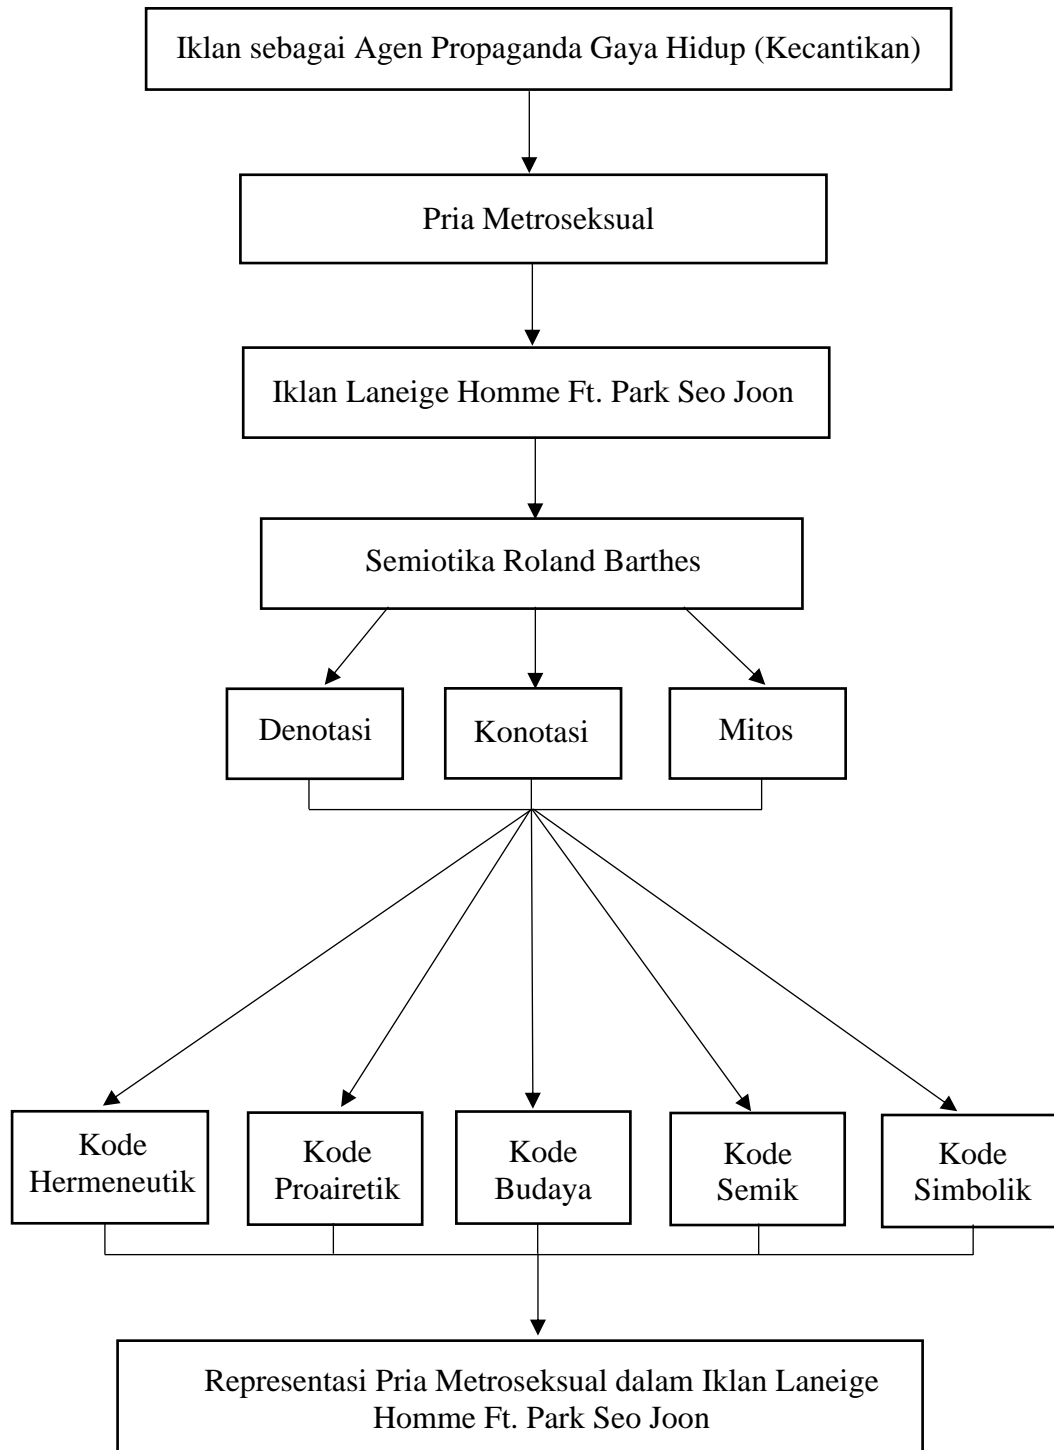 Iklan sebagai Agen Propaganda Gaya Hidup (Kecantikan)
Pria Metroseksual
Iklan Laneige Homme Ft. Park Seo Joon
Semiotika Roland Barthes
Denotasi
Konotasi
Mitos
Kode
Hermeneutik
Kode
Proairetik
Kode
Budaya
Kode
Semik
Kode
Simbolik
Representasi Pria Metroseksual dalam Iklan Laneige
Homme Ft. Park Seo Joon